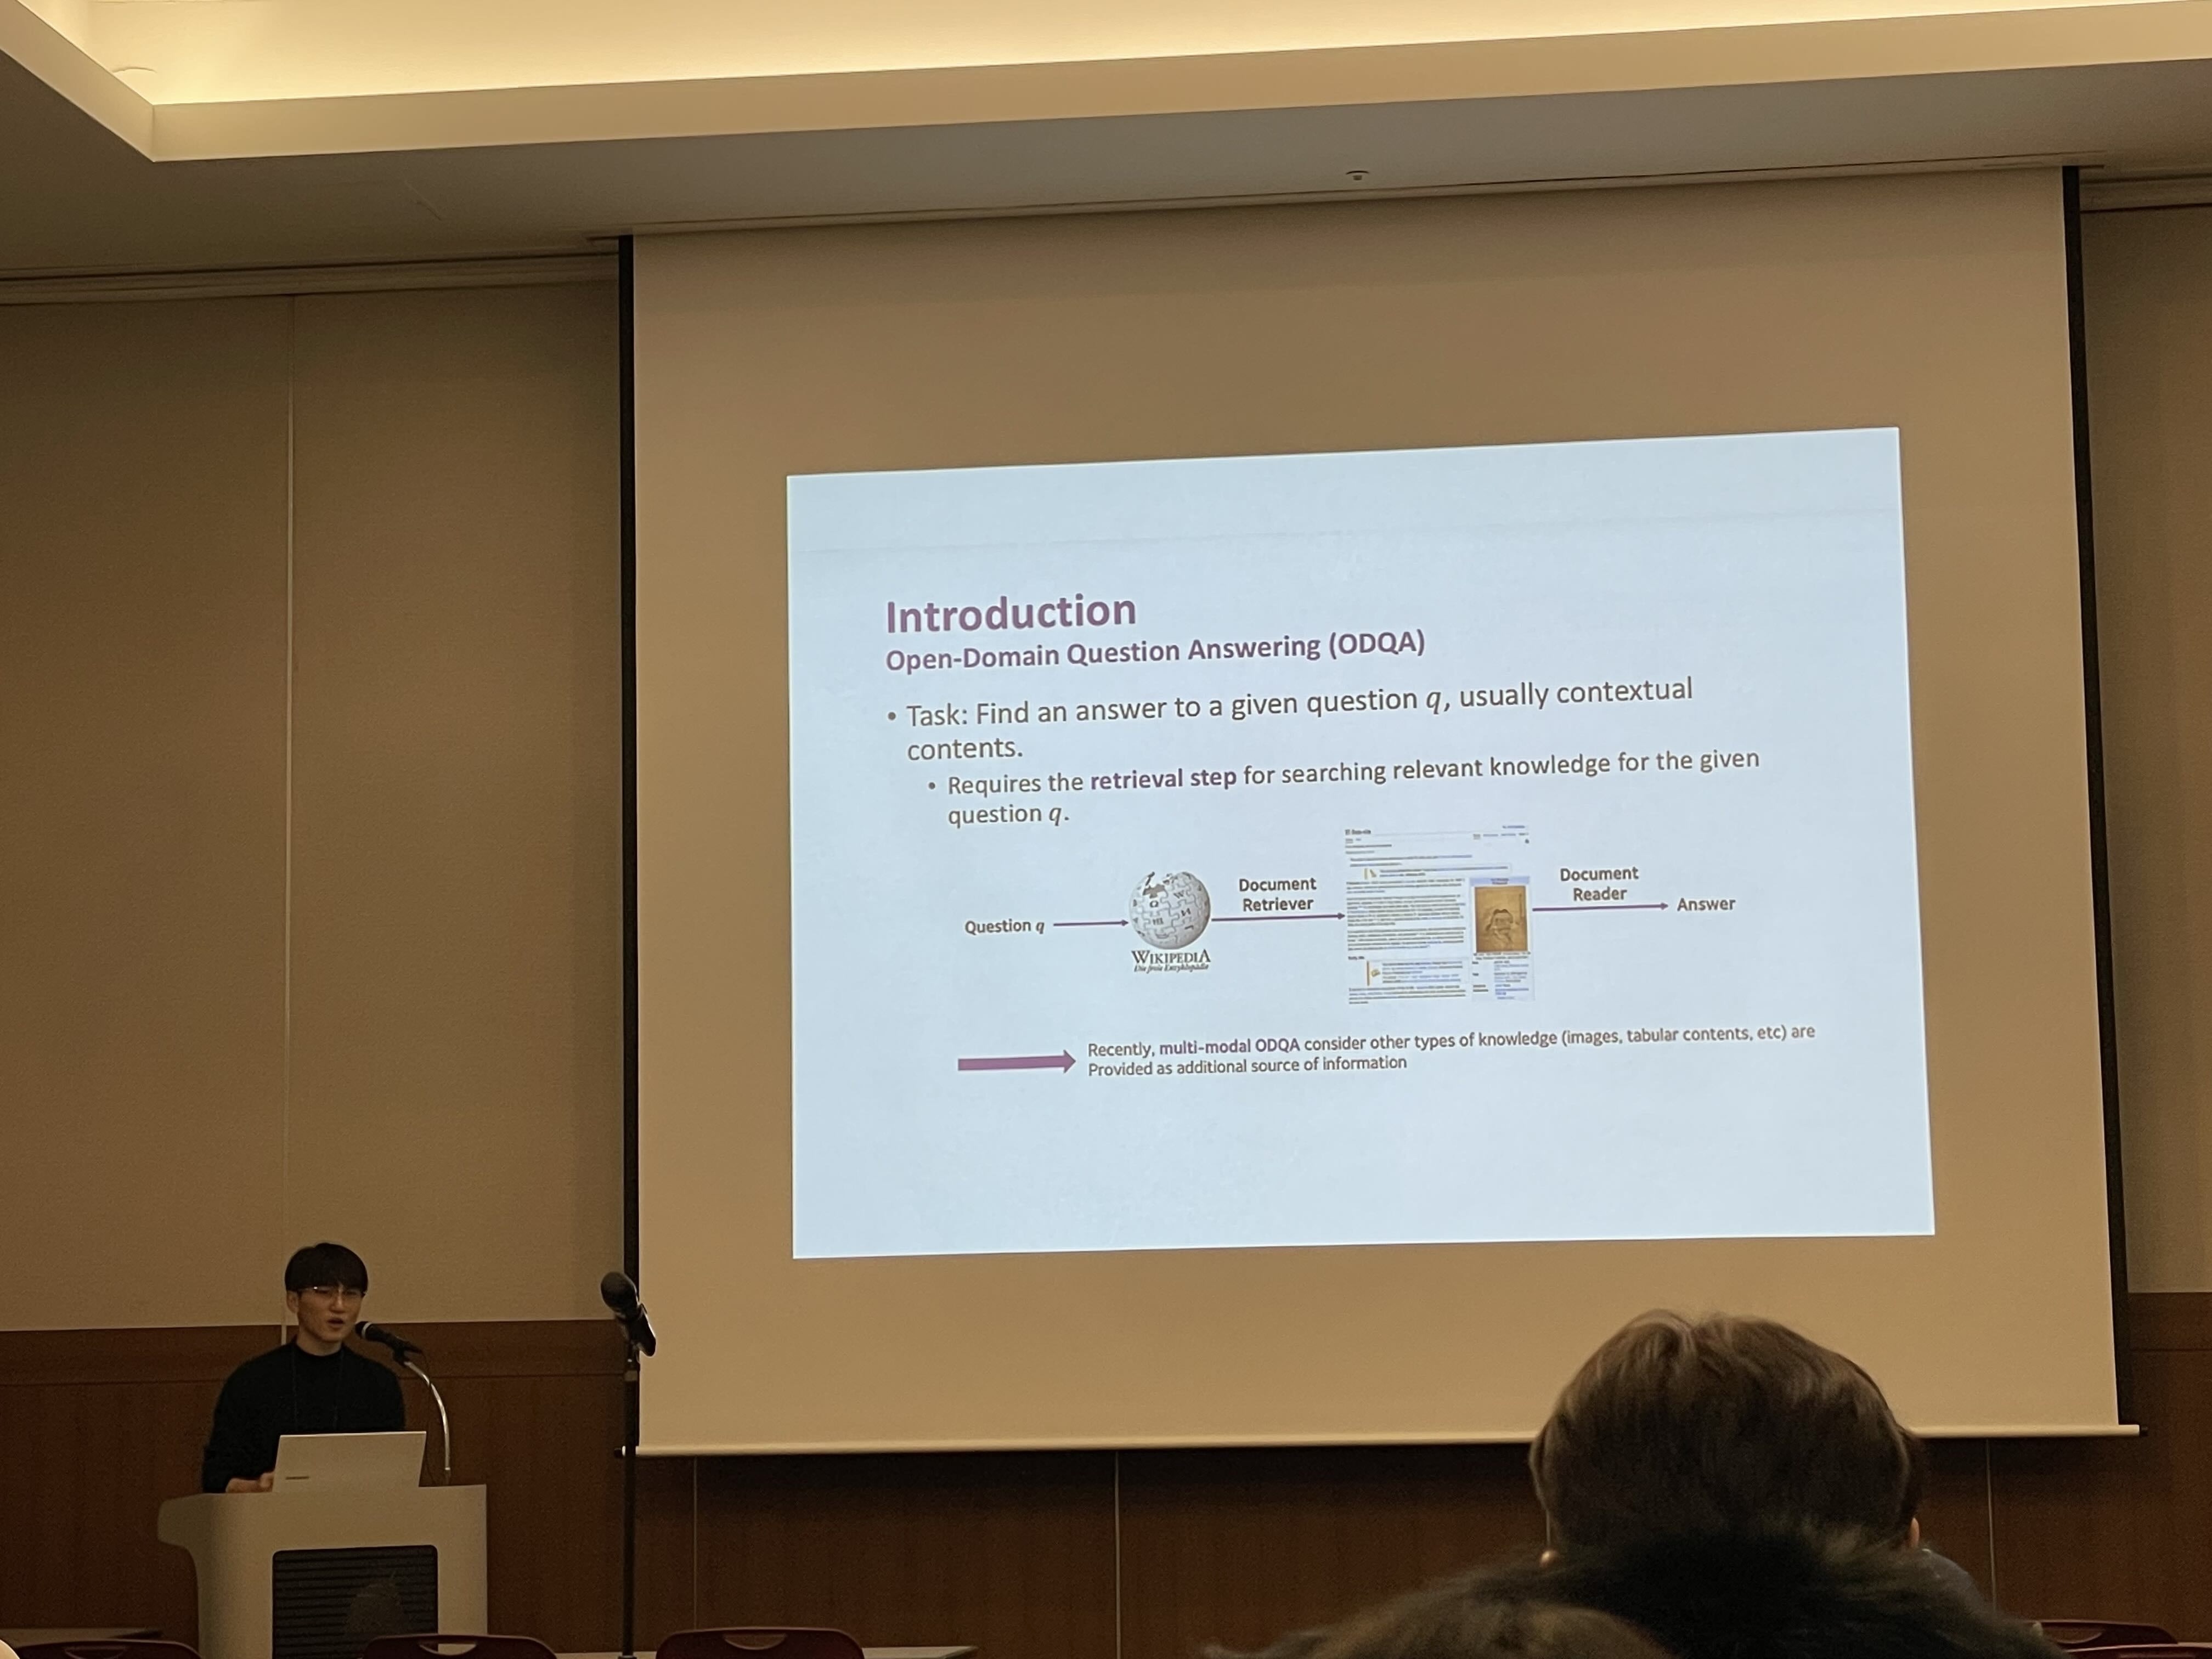 Introduction
Open-Domain Question Answering (ODQA)
• Task: Find an answer to a given question q, usually contextual
contents.
• Requires the retrieval step for searching relevant knowledge for the given
question q.
Question q
WIKIPEDIA
Die freie Enzyklopädie
Document
Retriever
Document
Reader
Answer
Recently, multi-modal ODQA consider other types of knowledge (images, tabular contents, etc) are
Provided as additional source of information